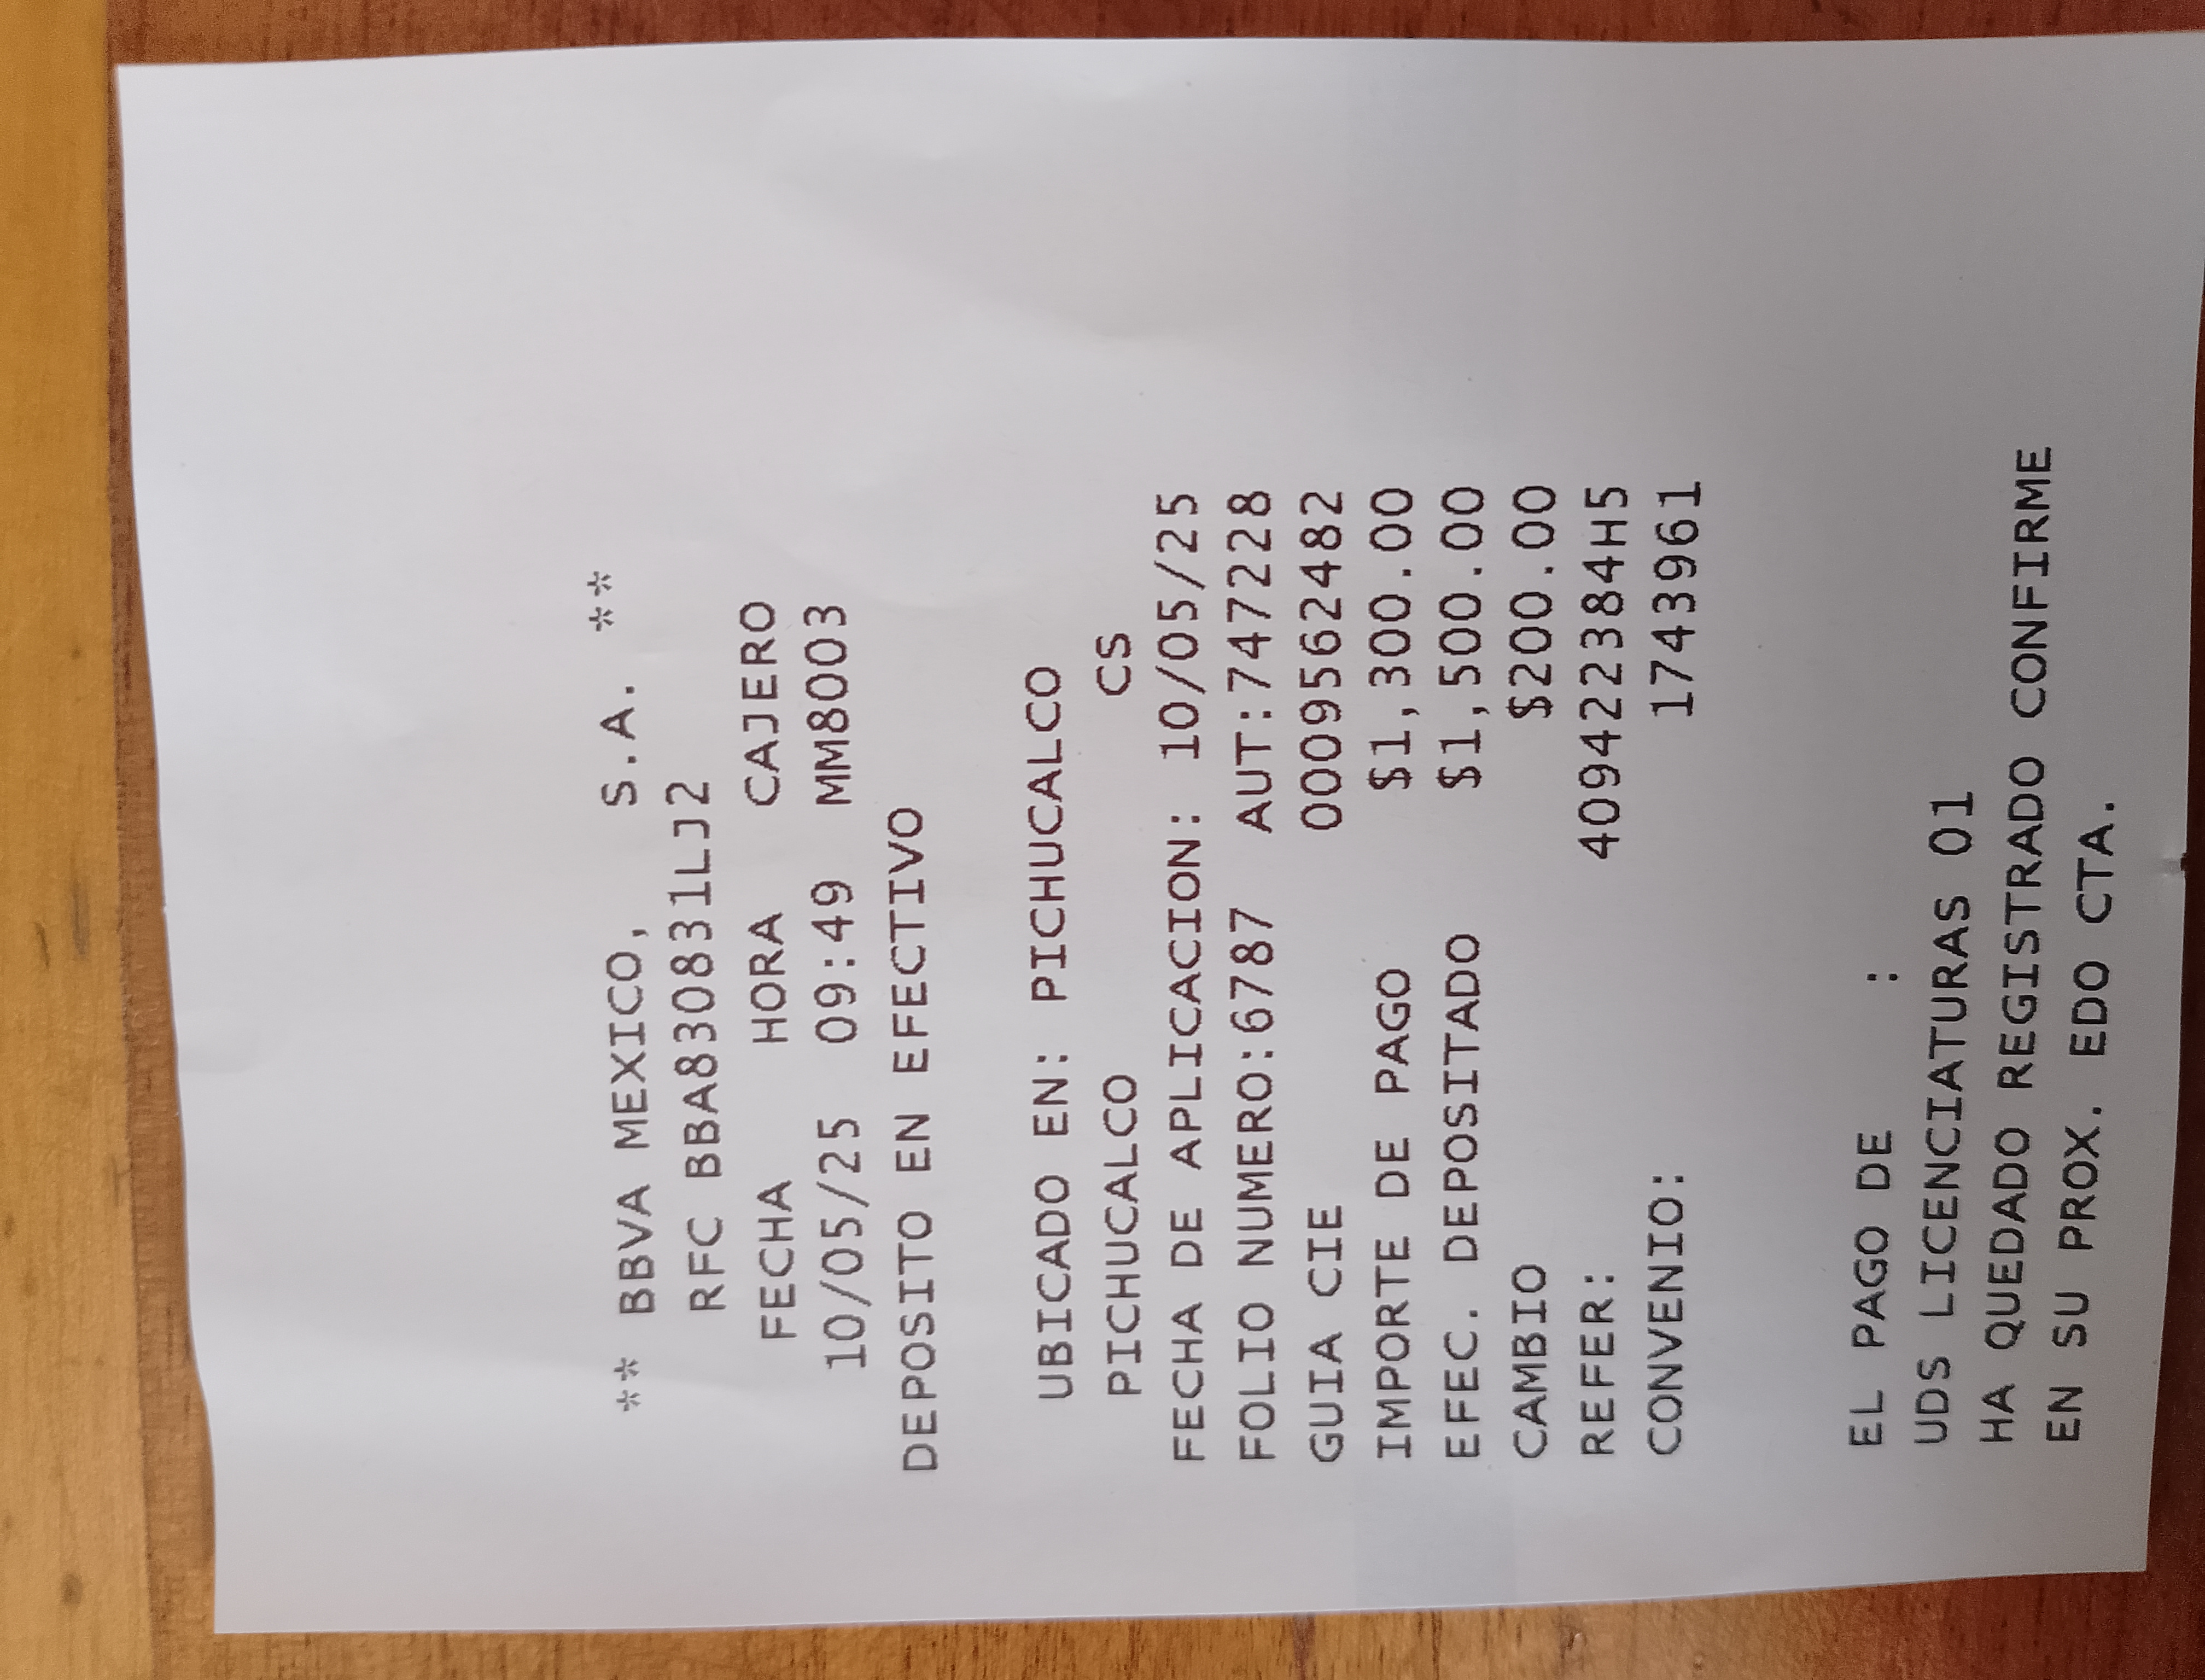 ** BBVA MEXICO, S.A. **
RFC BBA830831LJ2
FECHA HORA CAJERO
10/05/25 09:49 MM8003
DEPOSITO EN EFECTIVO
UBICADO EN: PICHUCALCO
PICHUCALCO CS
FECHA DE APLICACION: 10/05/25
FOLIO NUMERO:6787 AUT:747228
GUIA CIE 0009562482
IMPORTE DE PAGO $1,300.00
EFEC. DEPOSITADO $1,500.00
CAMBIO $200.00
REFER: 409422384H5
CONVENIO: 1743961
EL PAGO DE :
UDS LICENCIATURAS 01
HA QUEDADO REGISTRADO CONFIRME
EN SU PROX. EDO CTA.